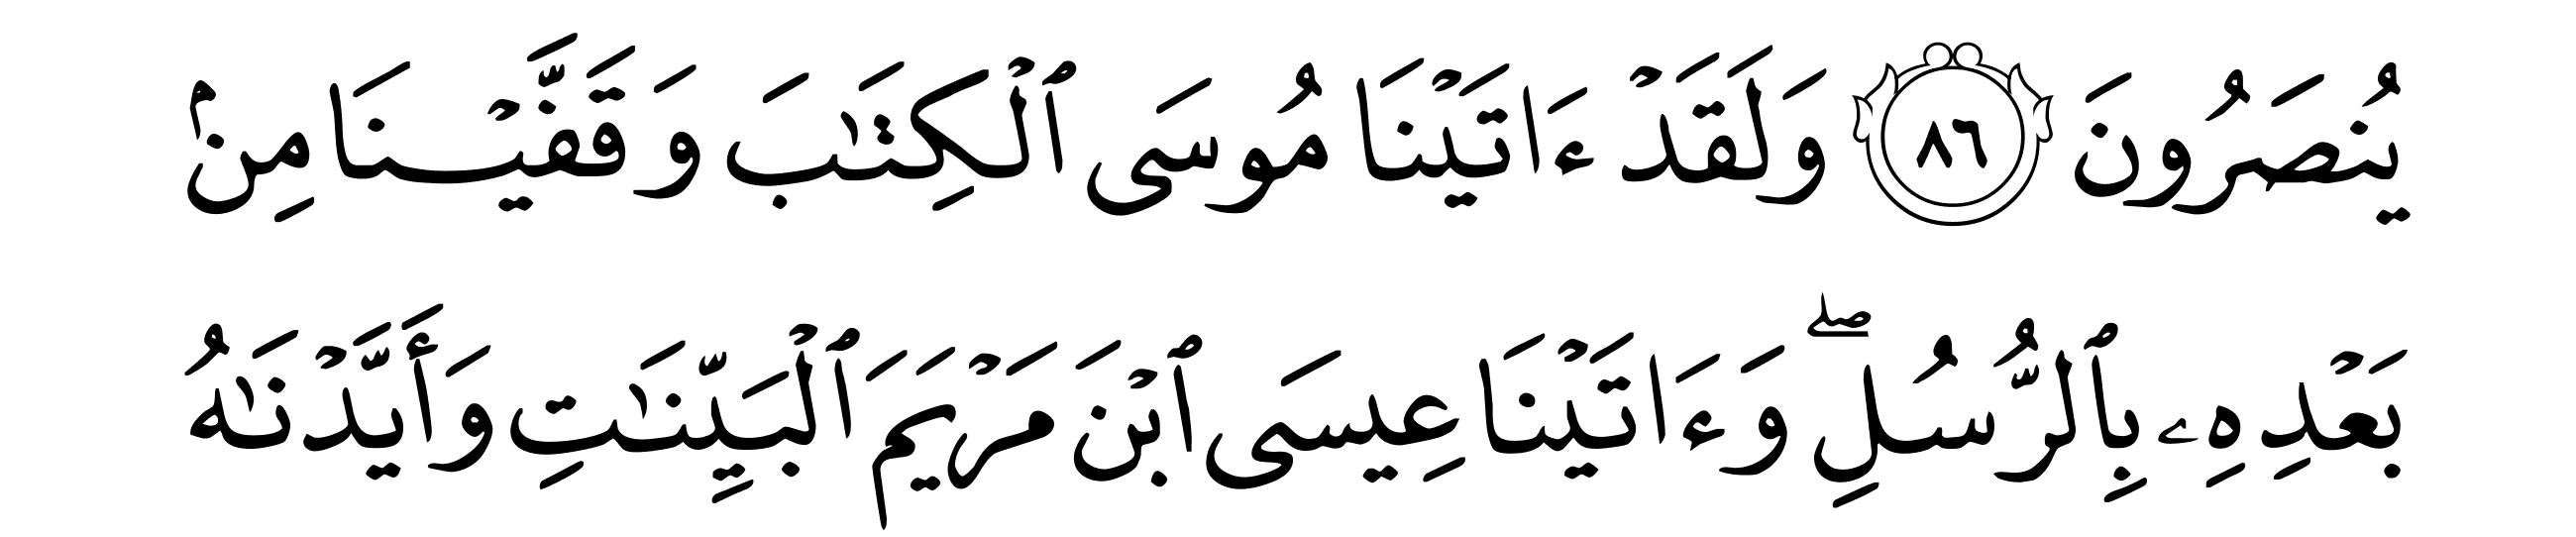 يُنصَرُونَ ٨٦ وَلَقَدْ ءَاتَيْنَا مُوسَى ٱلْكِتَٰبَ وَقَفَّيْنَا مِنۢ
بَعْدِهِۦ بِٱلرُّسُلِۖ وَءَاتَيْنَا عِيسَى ٱبْنَ مَرْيَمَ ٱلْبَيِّنَٰتِ وَأَيَّدْنَٰهُ